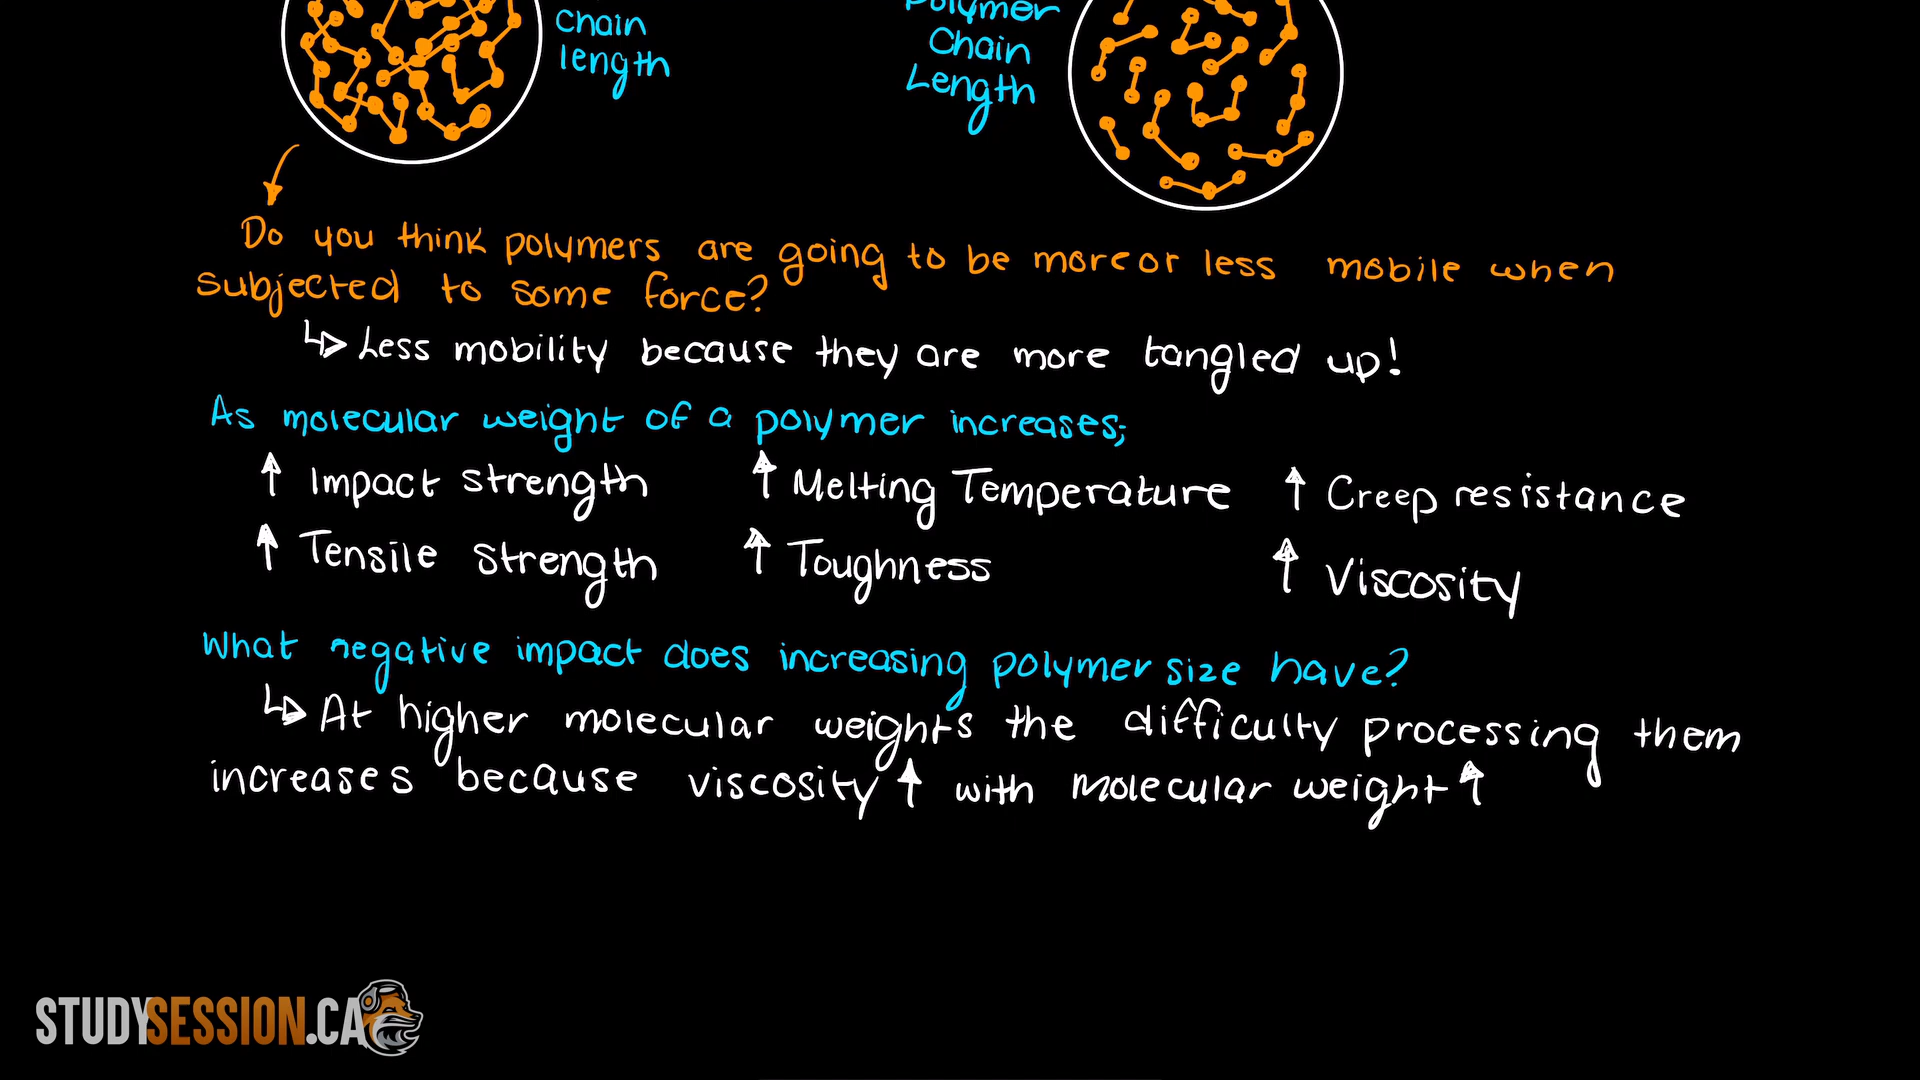 Chain
length
Polymer
Chain
Length
Do you think polymers are going to be more or less mobile when
subjected to some force?
↳ Less mobility because they are more tangled up!
As molecular weight of a polymer increases;
↑ Impact strength ↑ Melting Temperature ↑ Creep resistance
↑ Tensile strength ↑ Toughness ↑ Viscosity
What negative impact does increasing polymer size have?
↳ At higher molecular weights the difficulty processing them
increases because viscosity ↑ with molecular weight ↑
STUDYSESSION.CA